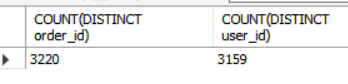 COUNT(DISTINCT order_id) COUNT(DISTINCT user_id)
3220 3159